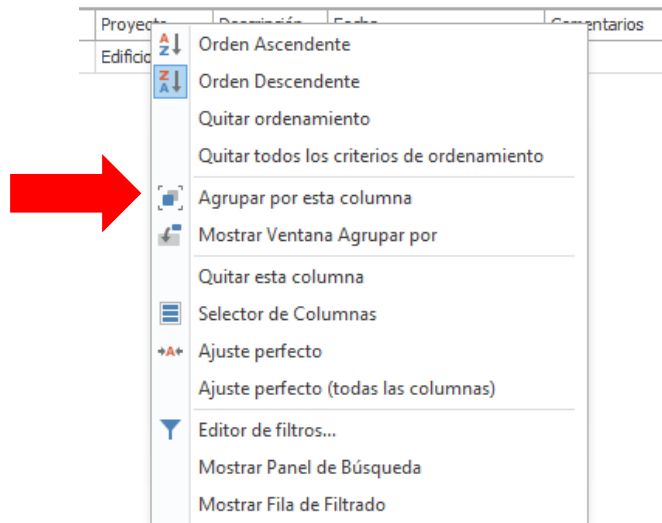 Proyecto Descripción Fecha Comentarios
Edificio
Orden Ascendente
Orden Descendente
Quitar ordenamiento
Quitar todos los criterios de ordenamiento
Agrupar por esta columna
Mostrar Ventana Agrupar por
Quitar esta columna
Selector de Columnas
Ajuste perfecto
Ajuste perfecto (todas las columnas)
Editor de filtros...
Mostrar Panel de Búsqueda
Mostrar Fila de Filtrado